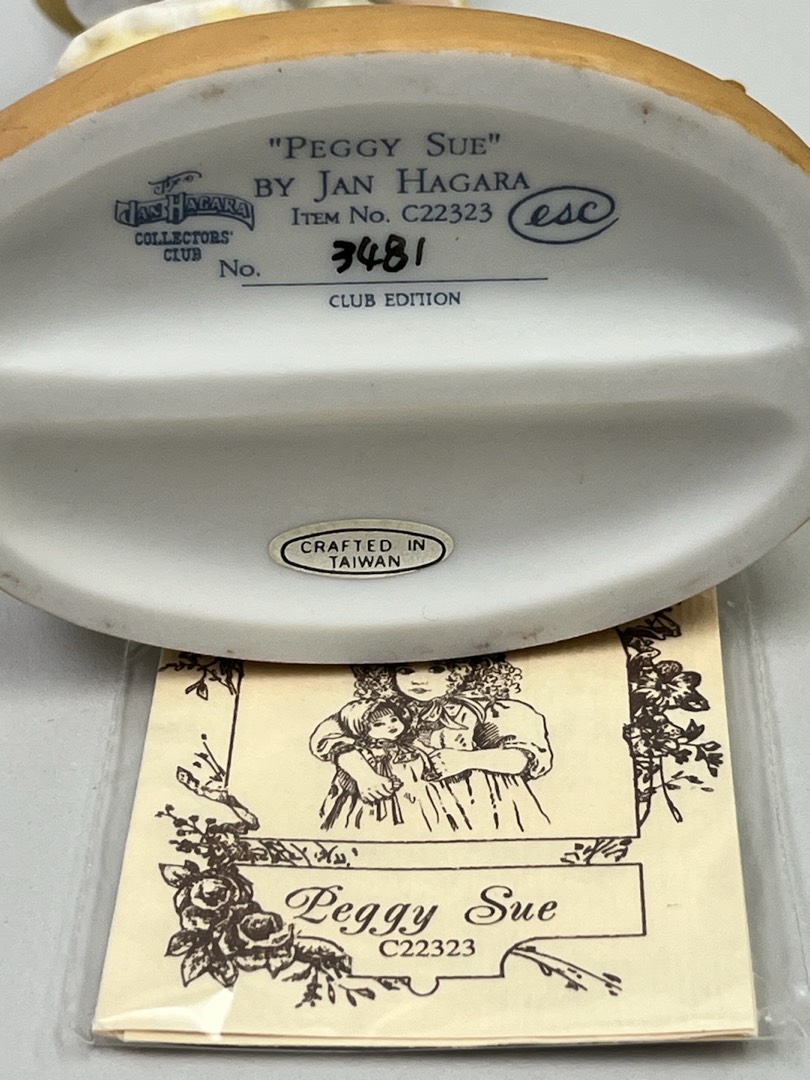 "PEGGY SUE"
BY JAN HAGARA
ITEM NO. C22323
esc
The
JAN HAGARA
COLLECTORS'
CLUB
No. 3481
CLUB EDITION
CRAFTED IN
TAIWAN
Peggy Sue
C22323